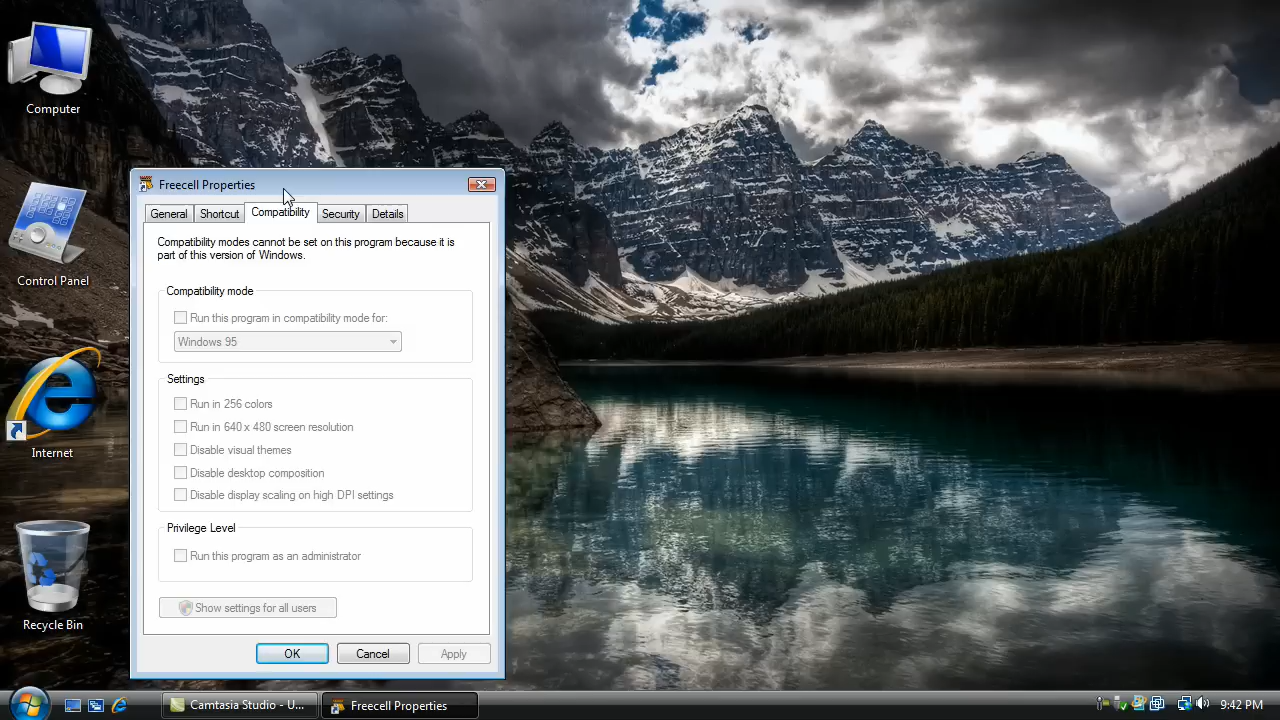 Computer
Control Panel
Internet
Recycle Bin
Freecell Properties
General Shortcut Compatibility Security Details
Compatibility modes cannot be set on this program because it is
part of this version of Windows.
Compatibility mode
Run this program in compatibility mode for:
Windows 95
Settings
Run in 256 colors
Run in 640 x 480 screen resolution
Disable visual themes
Disable desktop composition
Disable display scaling on high DPI settings
Privilege Level
Run this program as an administrator
Show settings for all users
OK Cancel Apply
Camtasia Studio - U... Freecell Properties 9:42 PM